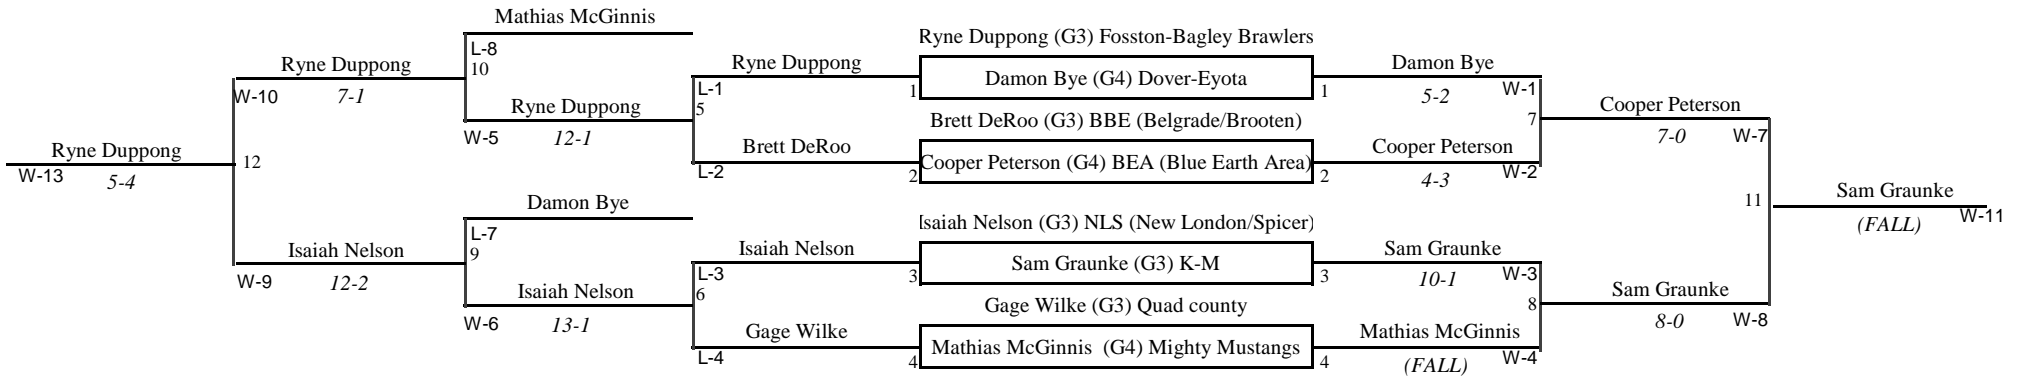 Mathias McGinnis
L-8
10
Ryne Duppong
W-10
7-1
Ryne Duppong
W-5
12-1
Ryne Duppong
L-1
5
1
Ryne Duppong (G3) Fosston-Bagley Brawlers
Damon Bye (G4) Dover-Eyota
1
Damon Bye
5-2
W-1
7
Cooper Peterson
7-0
W-7
Brett DeRoo
L-2
2
Brett DeRoo (G3) BBE (Belgrade/Brooten)
Cooper Peterson (G4) BEA (Blue Earth Area)
2
Cooper Peterson
4-3
W-2
Ryne Duppong
W-13
5-4
12
11
Sam Graunke
(FALL)
W-11
Damon Bye
L-7
9
Isaiah Nelson
W-9
12-2
Isaiah Nelson
W-6
13-1
Isaiah Nelson
L-3
6
3
Isaiah Nelson (G3) NLS (New London/Spicer)
Sam Graunke (G3) K-M
3
Sam Graunke
10-1
W-3
8
Sam Graunke
8-0
W-8
Gage Wilke
L-4
4
Gage Wilke (G3) Quad county
Mathias McGinnis (G4) Mighty Mustangs
4
Mathias McGinnis
(FALL)
W-4